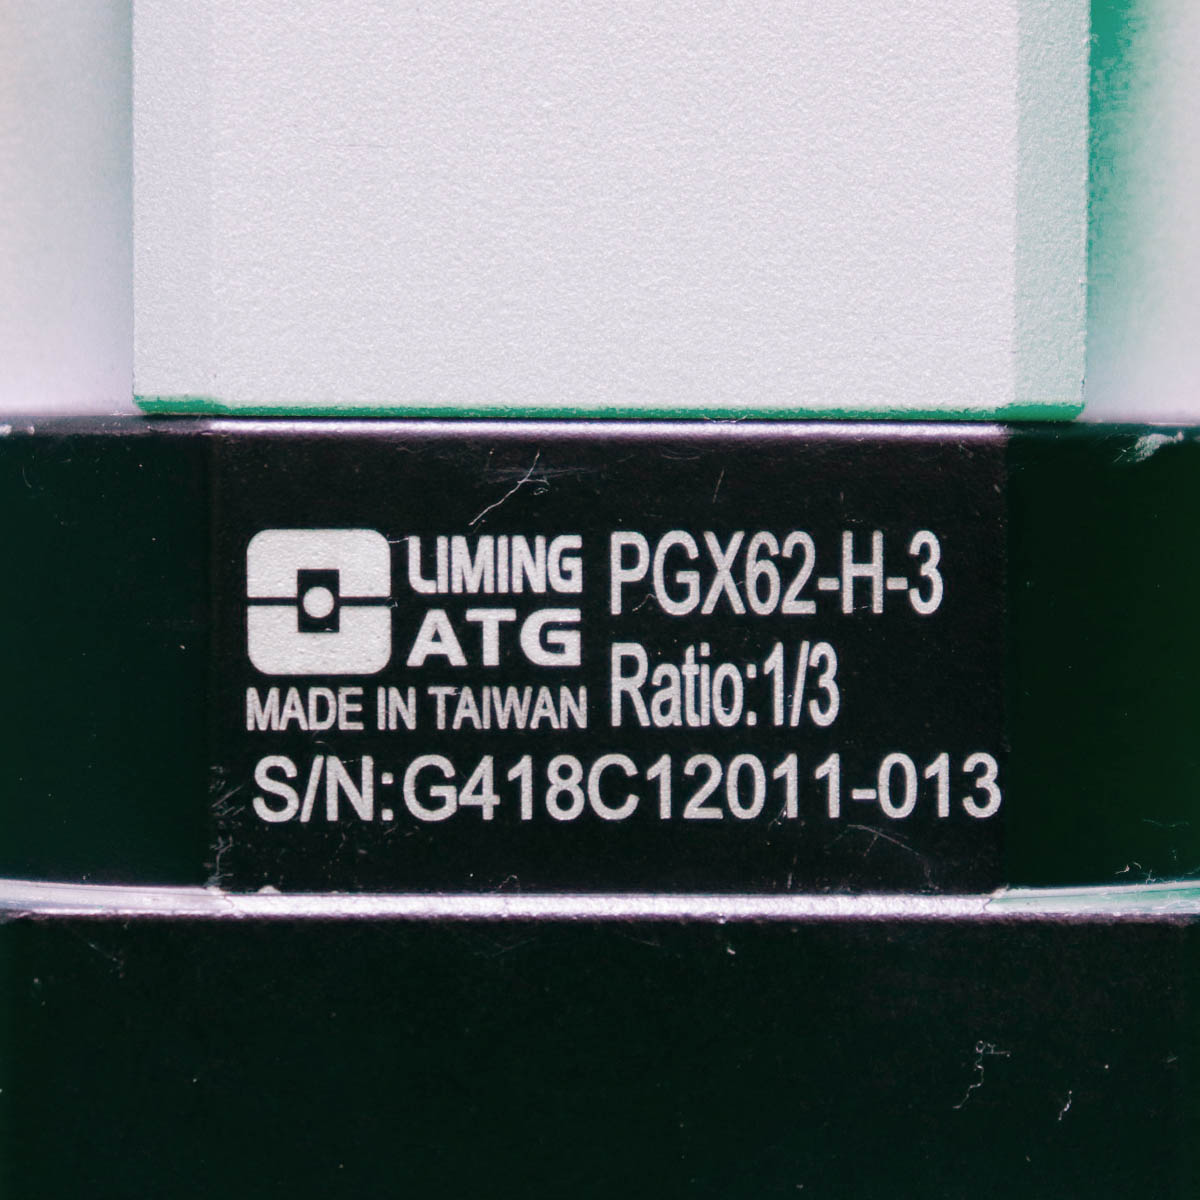 LIMING
ATG
MADE IN TAIWAN
PGX62-H-3
Ratio:1/3
S/N:G418C12011-013